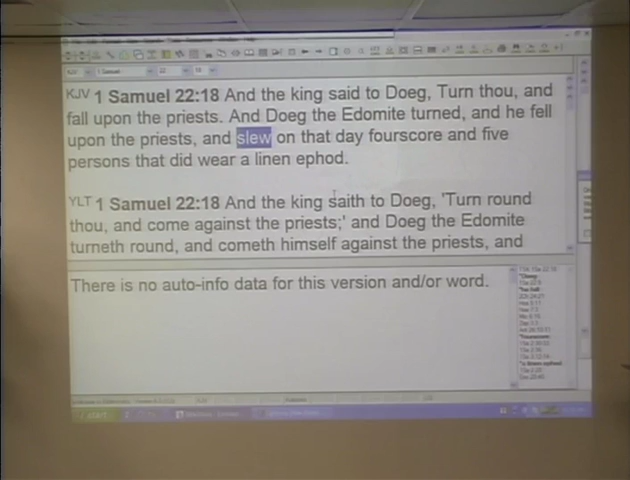 KJV 1 Samuel 22:18 And the king said to Doeg, Turn thou, and
fall upon the priests. And Doeg the Edomite turned, and he fell
upon the priests, and slew on that day fourscore and five
persons that did wear a linen ephod.
YLT 1 Samuel 22:18 And the king saith to Doeg, 'Turn round
thou, and come against the priests;' and Doeg the Edomite
turneth round, and cometh himself against the priests, and
There is no auto-info data for this version and/or word.